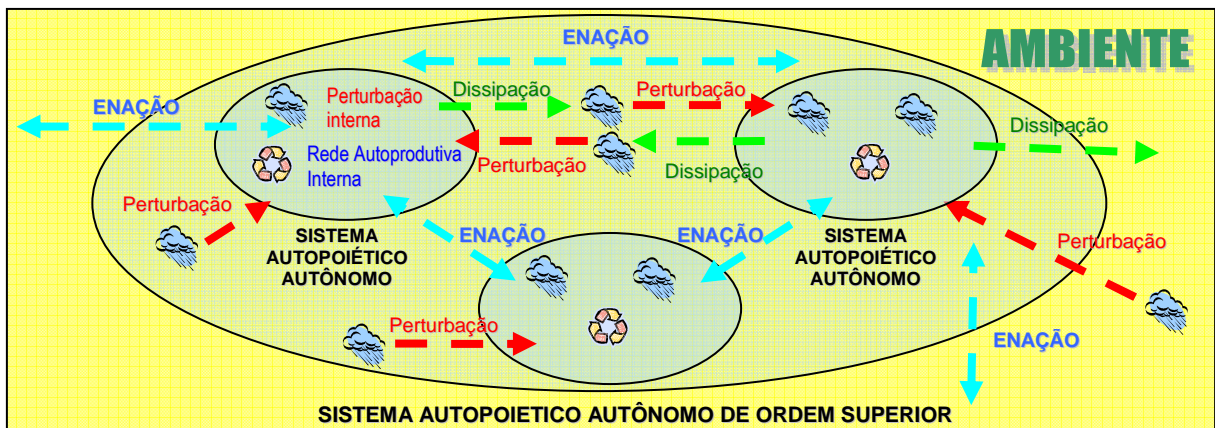 ENAÇÃO
AMBIENTE
ENAÇÃO
Perturbação
interna
Dissipação
Perturbação
Dissipação
Rede Autoprodutiva
Interna
Perturbação
Dissipação
Perturbação
SISTEMA
AUTOPOIÉTICO
AUTÔNOMO
ENAÇÃO
ENAÇÃO
SISTEMA
AUTOPOIÉTICO
AUTÔNOMO
Perturbação
Perturbação
ENAÇÃO
SISTEMA AUTOPOIETICO AUTÔNOMO DE ORDEM SUPERIOR